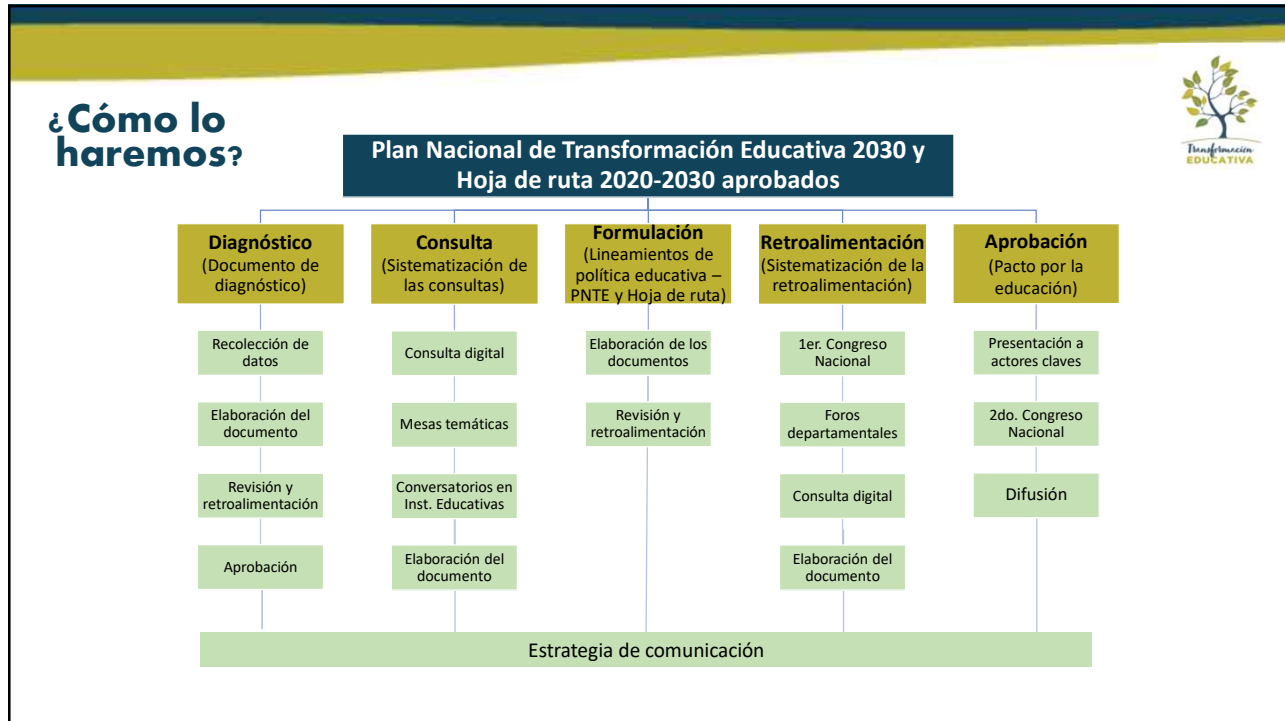 ¿Cómo lo
haremos?
Transformación
EDUCATIVA
Plan Nacional de Transformación Educativa 2030 y
Hoja de ruta 2020-2030 aprobados
Diagnóstico
(Documento de
diagnóstico)
Recolección de
datos
Elaboración del
documento
Revisión y
retroalimentación
Aprobación
Consulta
(Sistematización de
las consultas)
Consulta digital
Mesas temáticas
Conversatorios en
Inst. Educativas
Elaboración del
documento
Formulación
(Lineamientos de
política educativa –
PNTE y Hoja de ruta)
Elaboración de los
documentos
Revisión y
retroalimentación
Retroalimentación
(Sistematización de la
retroalimentación)
1er. Congreso
Nacional
Foros
departamentales
Consulta digital
Elaboración del
documento
Aprobación
(Pacto por la
educación)
Presentación a
actores claves
2do. Congreso
Nacional
Difusión
Estrategia de comunicación